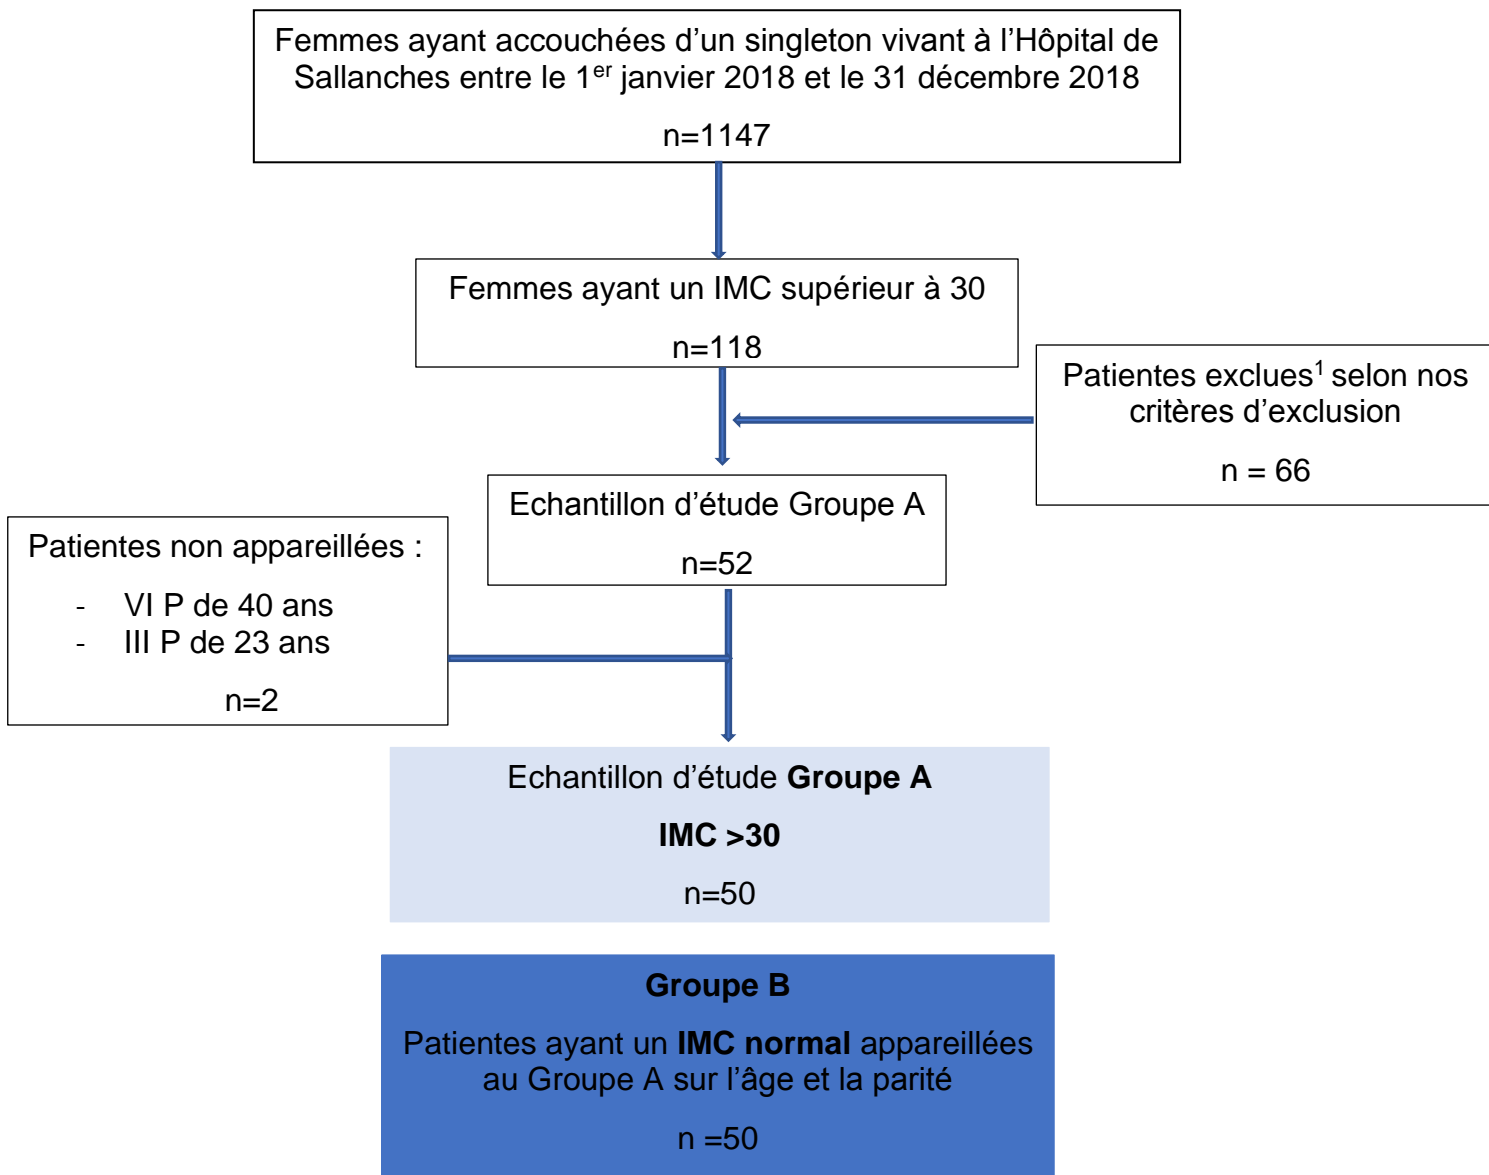 Femmes ayant accouchées d’un singleton vivant à l’Hôpital de
Sallanches entre le 1er janvier 2018 et le 31 décembre 2018
n=1147
Femmes ayant un IMC supérieur à 30
n=118
Patientes exclues¹ selon nos
critères d’exclusion
n = 66
Echantillon d’étude Groupe A
n=52
Patientes non appareillées :
- VI P de 40 ans
- III P de 23 ans
n=2
Echantillon d’étude Groupe A
IMC >30
n=50
Groupe B
Patientes ayant un IMC normal appareillées
au Groupe A sur l’âge et la parité
n =50